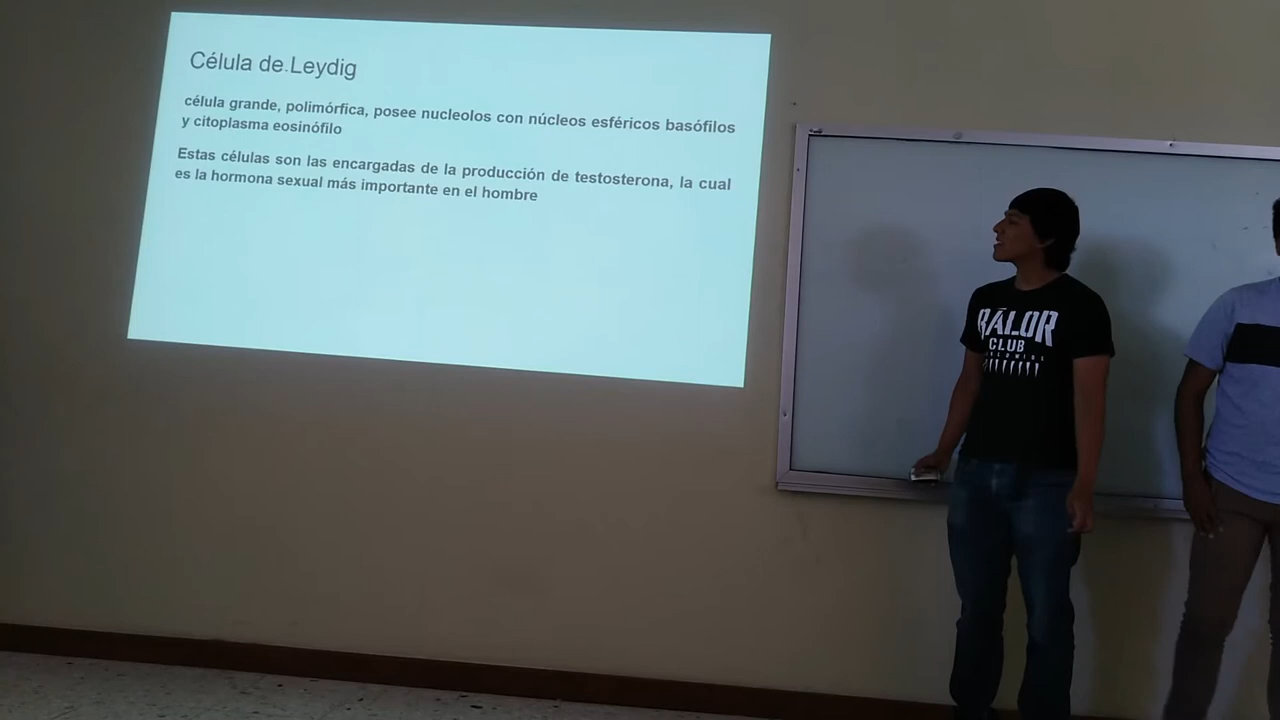 Célula de Leydig
célula grande, polimórfica, posee nucleolos con núcleos esféricos basófilos
y citoplasma eosinófilo
Estas células son las encargadas de la producción de testosterona, la cual
es la hormona sexual más importante en el hombre
BÁLOR
CLUB